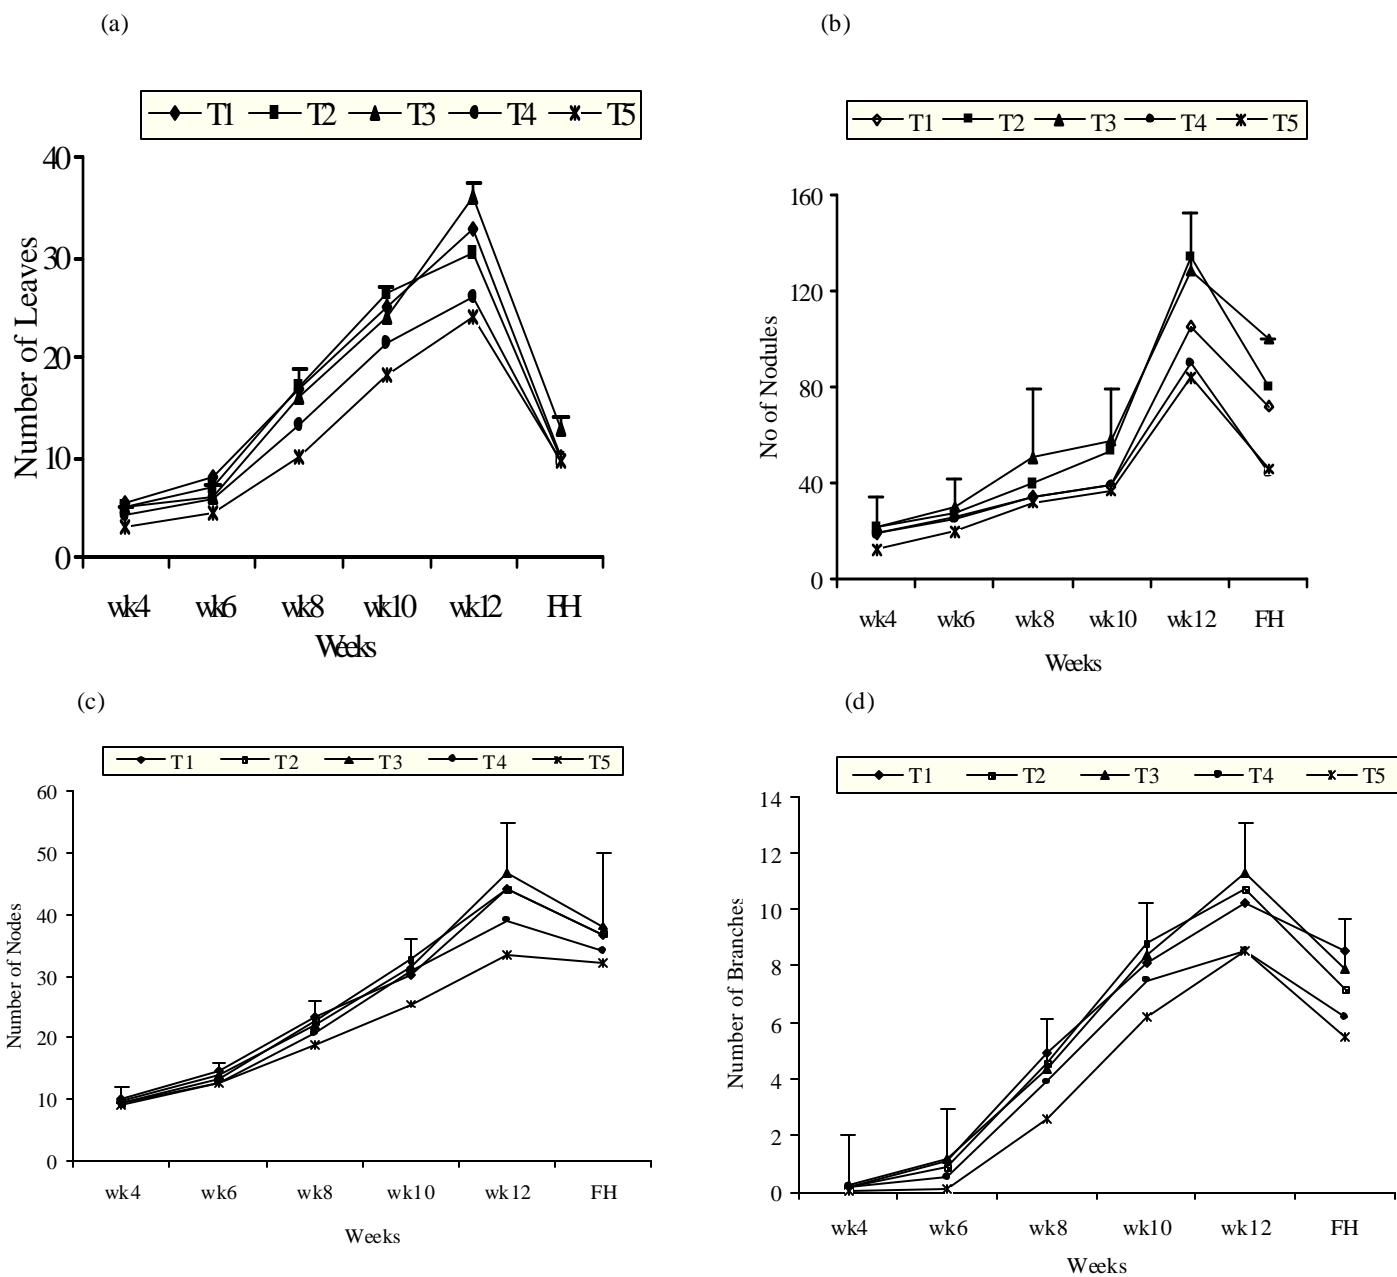 (a)
T1 T2 T3 T4 T5
40
30
20
10
0
Number of Leaves
wk4 wk6 wk8 wk10 wk12 FH
Weeks
(b)
T1 T2 T3 T4 T5
160
120
80
40
0
No of Nodules
wk4 wk6 wk8 wk10 wk12 FH
Weeks
(c)
T1 T2 T3 T4 T5
60
50
40
30
20
10
0
Number of Nodes
wk4 wk6 wk8 wk10 wk12 FH
Weeks
(d)
T1 T2 T3 T4 T5
14
12
10
8
6
4
2
0
Number of Branches
wk4 wk6 wk8 wk10 wk12 FH
Weeks